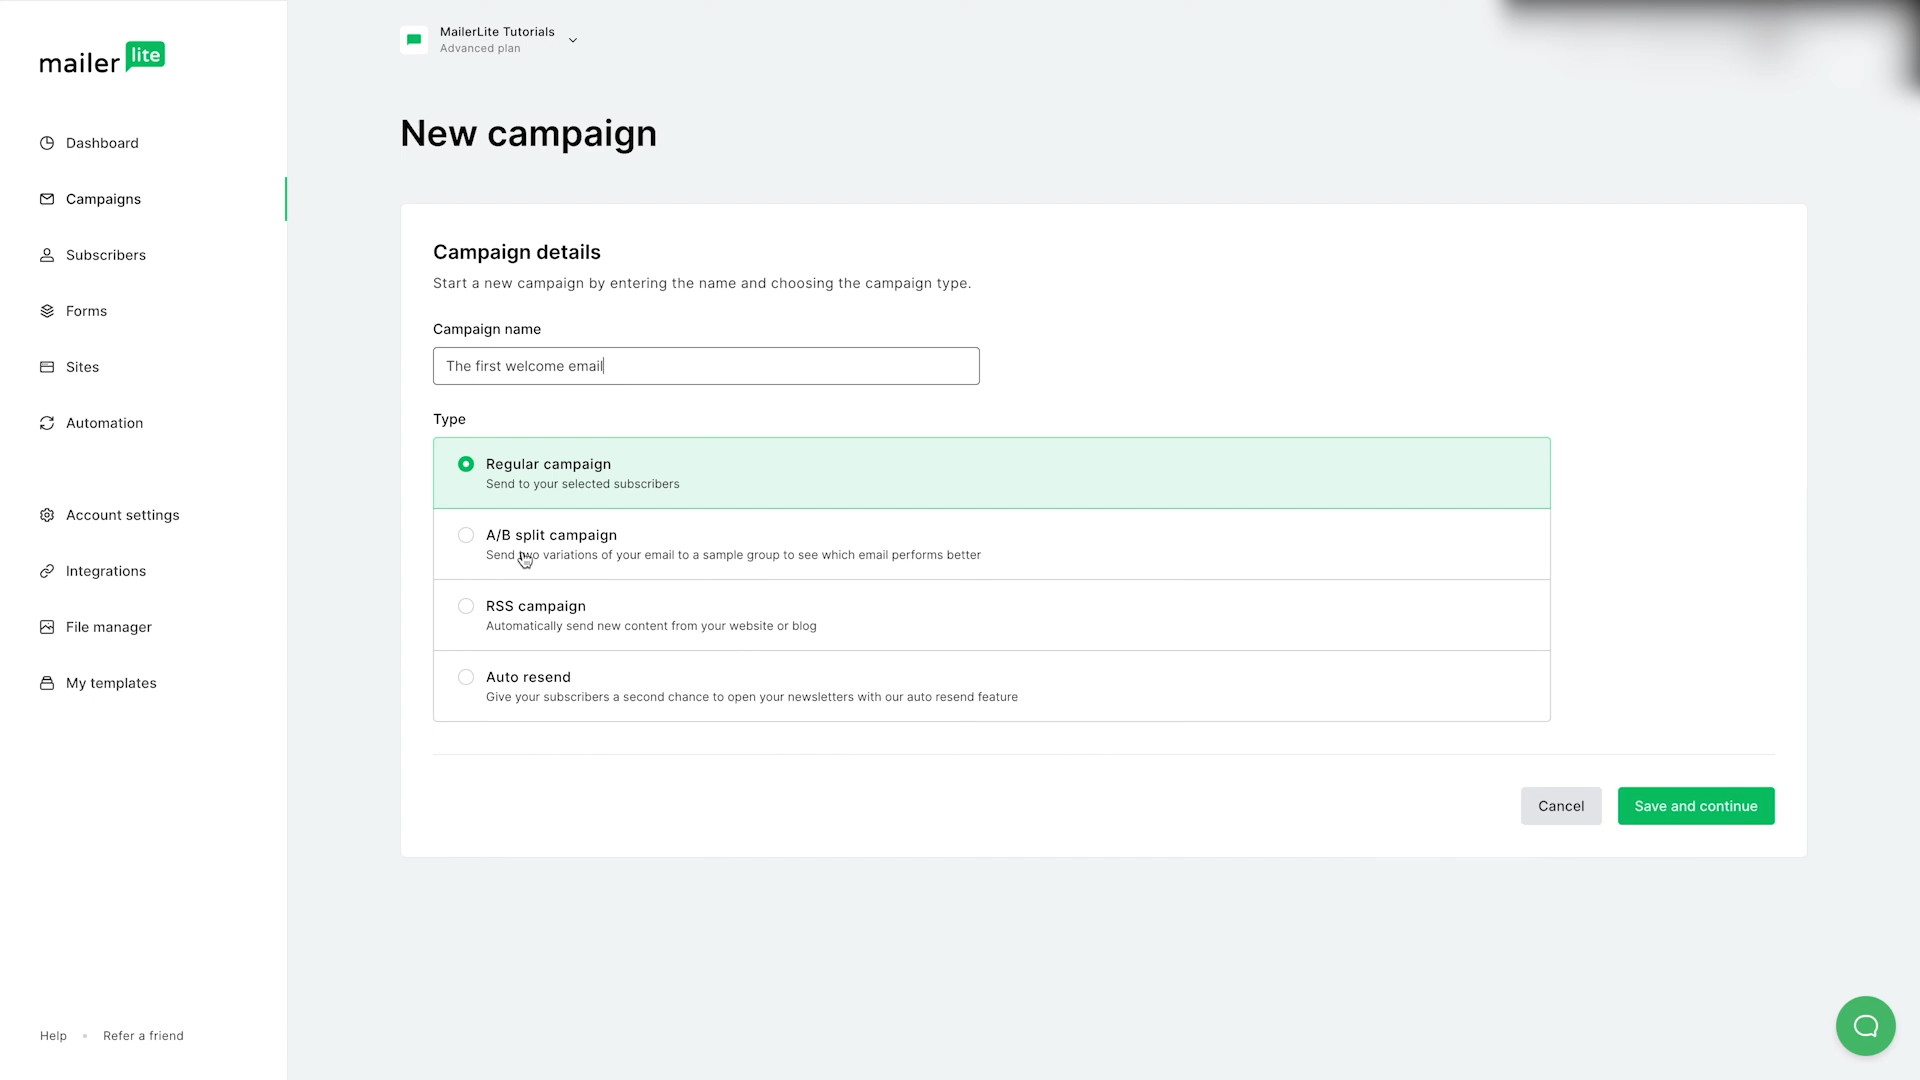 mailer lite
MailerLite Tutorials
Advanced plan
Dashboard
Campaigns
Subscribers
Forms
Sites
Automation
Account settings
Integrations
File manager
My templates
Help • Refer a friend
New campaign
Campaign details
Start a new campaign by entering the name and choosing the campaign type.
Campaign name
The first welcome email
Type
Regular campaign
Send to your selected subscribers
A/B split campaign
Send two variations of your email to a sample group to see which email performs better
RSS campaign
Automatically send new content from your website or blog
Auto resend
Give your subscribers a second chance to open your newsletters with our auto resend feature
Cancel
Save and continue